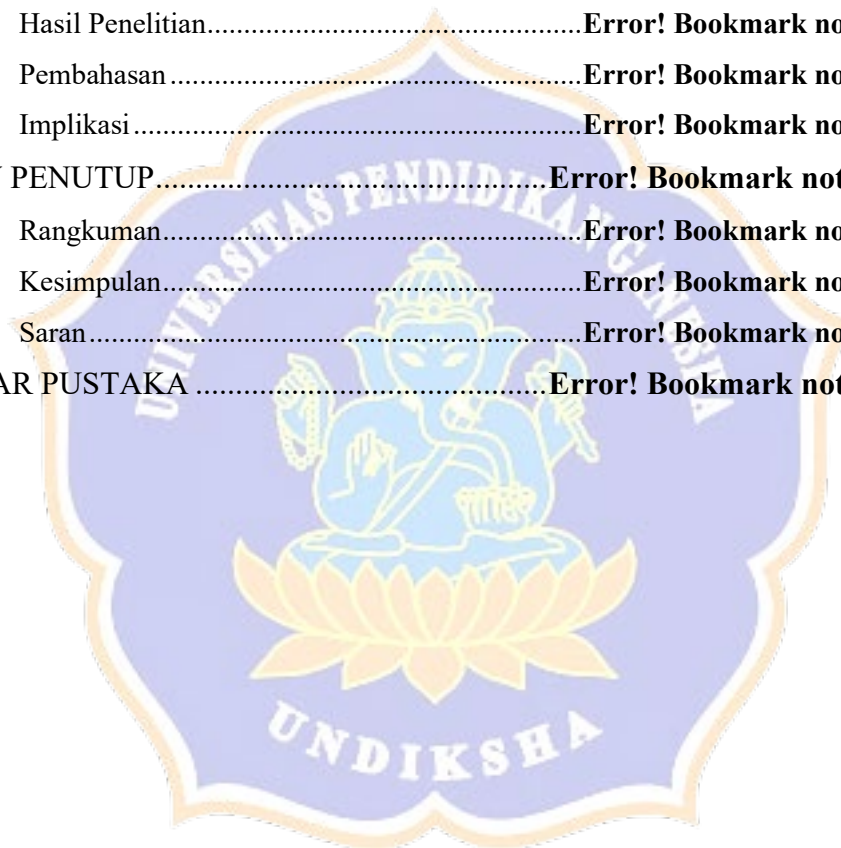 Hasil Penelitian.....................................................Error! Bookmark no
Pembahasan..........................................................Error! Bookmark no
Implikasi...............................................................Error! Bookmark no
PENUTUP......................................................Error! Bookmark not
Rangkuman...........................................................Error! Bookmark no
Kesimpulan...........................................................Error! Bookmark no
Saran.....................................................................Error! Bookmark no
AR PUSTAKA ................................................Error! Bookmark not
UNIVERSITAS PENDIDIKAN GANESHA
UNDIKSHA